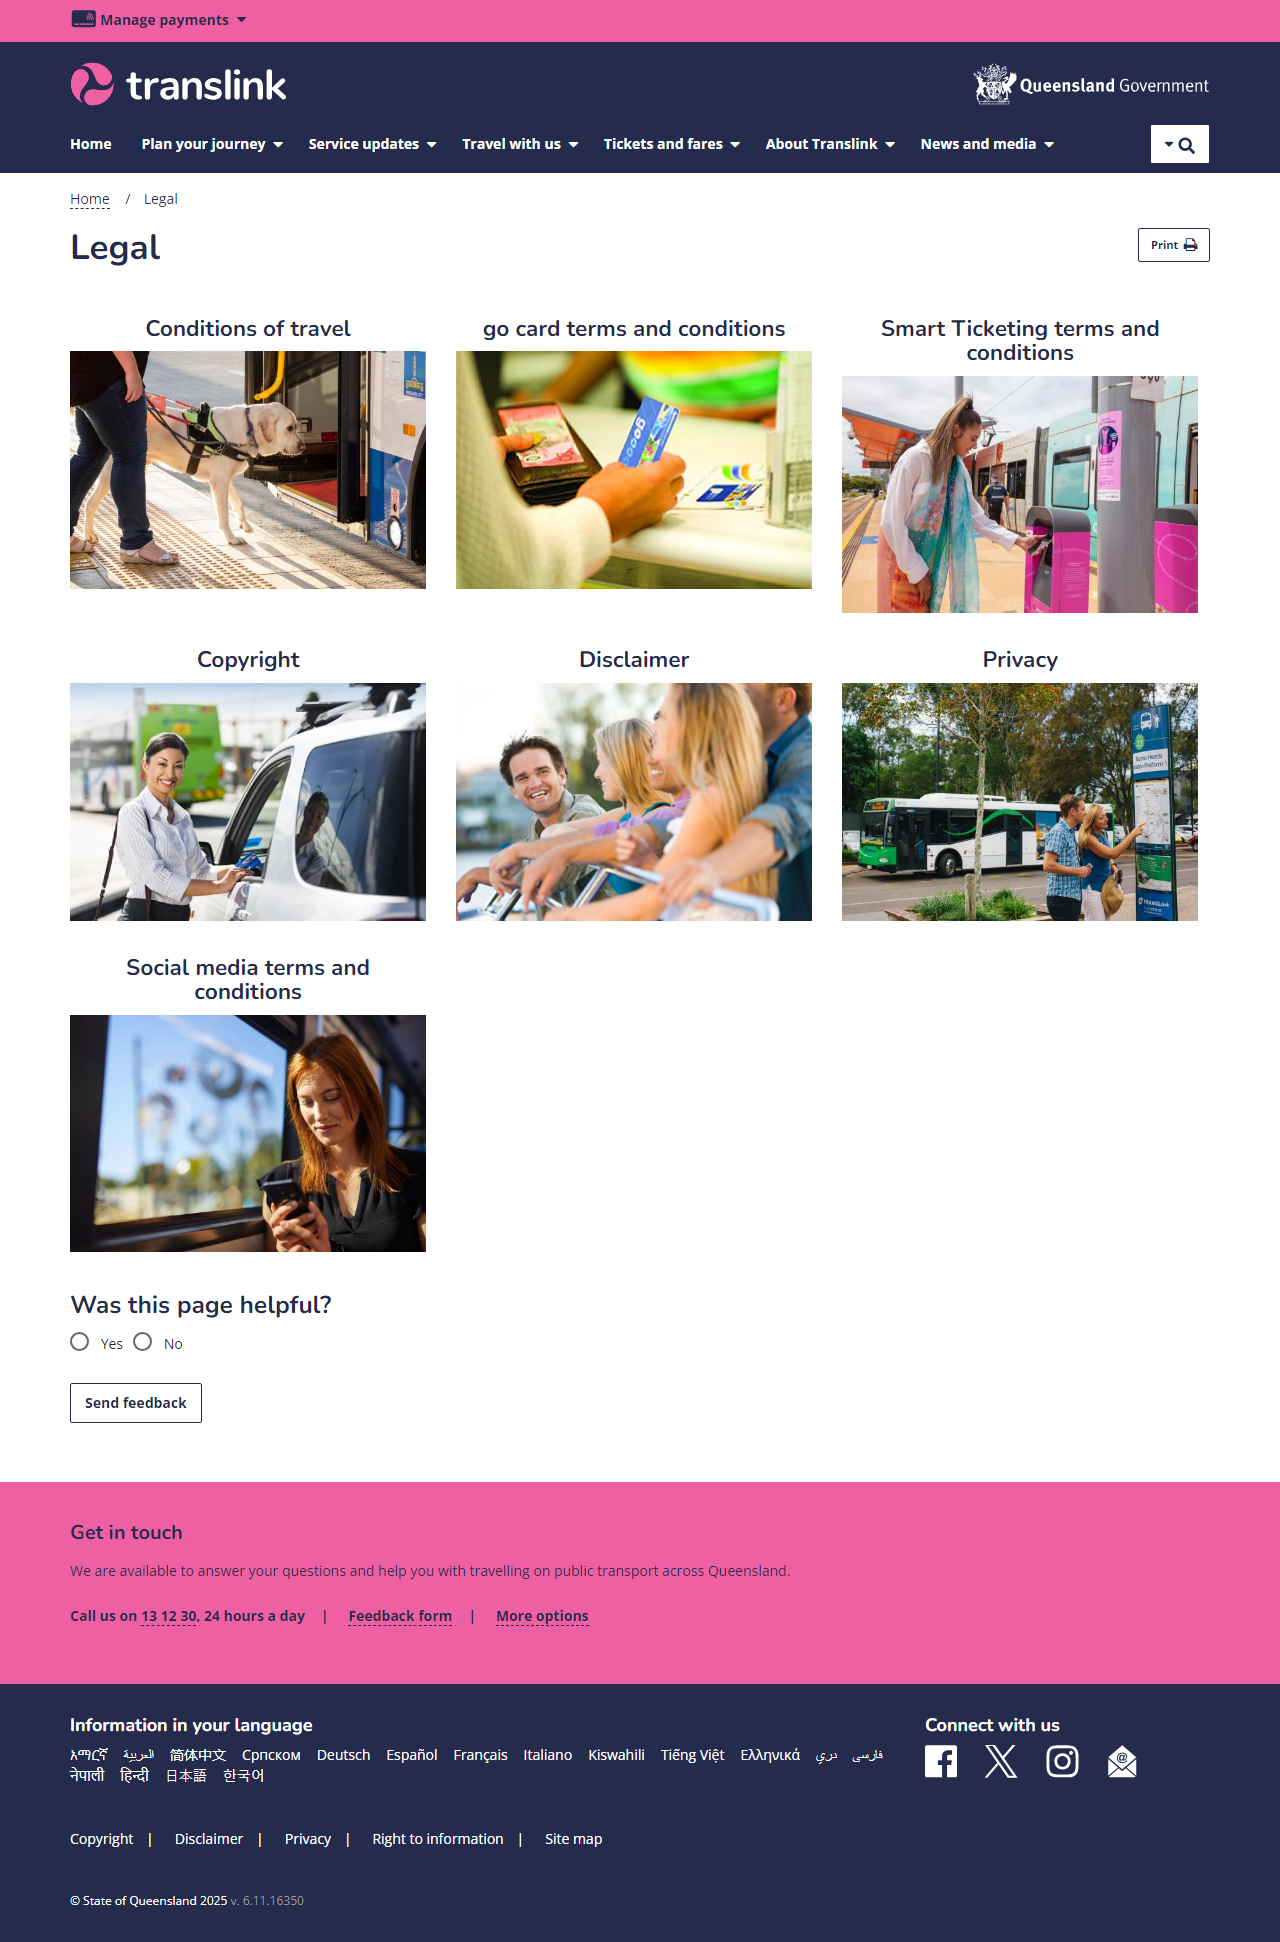 Manage payments
translink
Queensland Government
Home Plan your journey Service updates Travel with us Tickets and fares About Translink News and media
Home / Legal
Legal
Print
Conditions of travel
go card terms and conditions
Smart Ticketing terms and
conditions
go
Copyright
Disclaimer
Privacy
TRANSLink
Social media terms and
conditions
Was this page helpful?
Yes No
Send feedback
Get in touch
We are available to answer your questions and help you with travelling on public transport across Queensland.
Call us on 13 12 30, 24 hours a day | Feedback form | More options
Information in your language
Connect with us
አማርኛ العربية 简体中文 Српском Deutsch Español Français Italiano Kiswahili Tiếng Việt Ελληνικά دري فارسی
नेपाली हिन्दी 日本語 한국어
Copyright | Disclaimer | Privacy | Right to information | Site map
© State of Queensland 2025 v. 6.11.16350